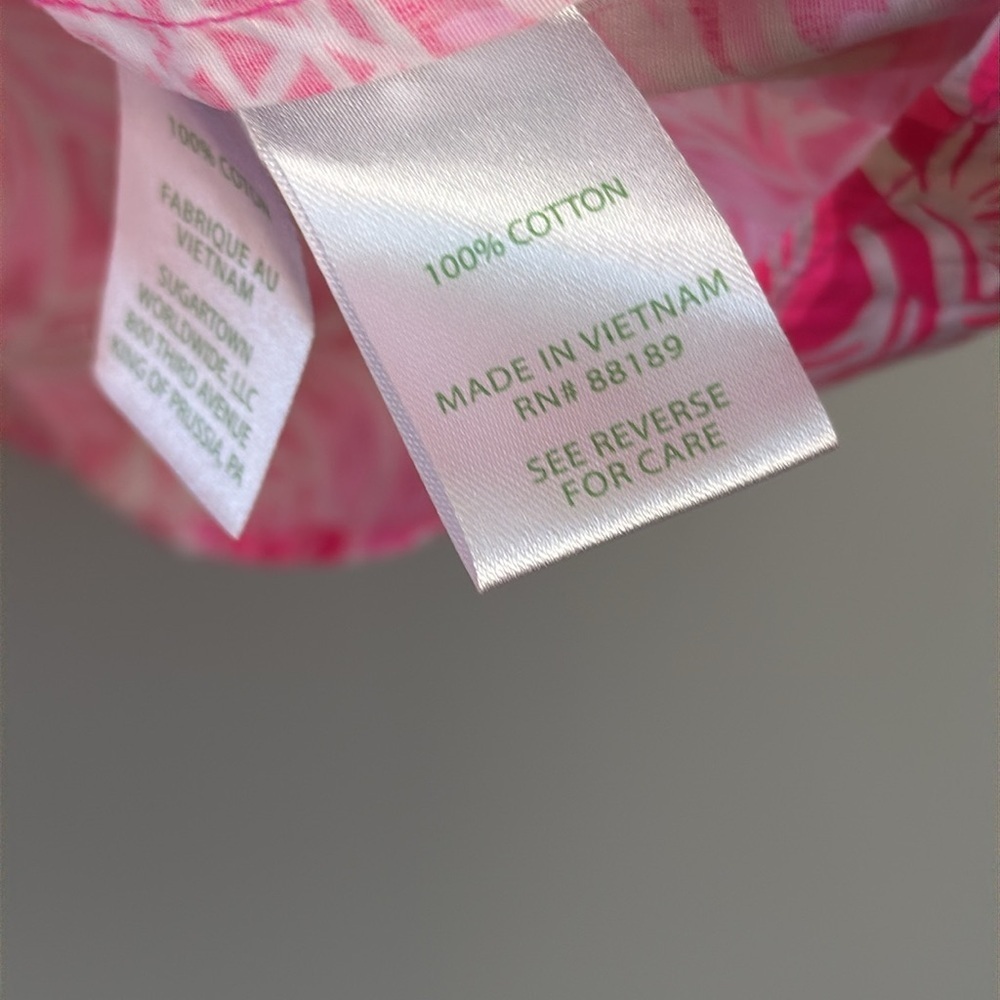 100% COTTON
FABRIQUE AU
VIETNAM
SUGARTOWN
WORLDWIDE, LLC
800 THIRD AVENUE
KING OF PRUSSIA, PA
100% COTTON
MADE IN VIETNAM
RN# 88189
SEE REVERSE
FOR CARE